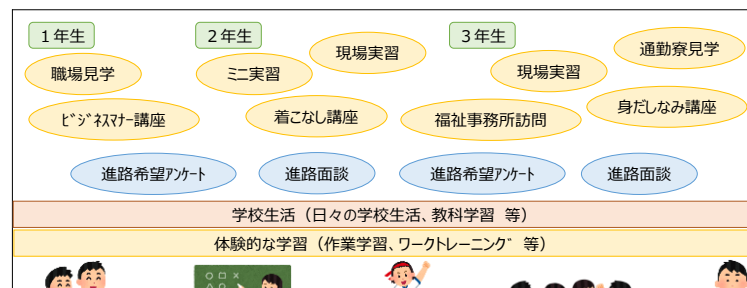 1年生
2年生
3年生
現場実習
通勤寮見学
職場見学
ミニ実習
現場実習
ﾋﾞｼﾞﾈｽﾏﾅｰ講座
着こなし講座
福祉事務所訪問
身だしなみ講座
進路希望ｱﾝｹｰﾄ
進路面談
進路希望ｱﾝｹｰﾄ
進路面談
学校生活（日々の学校生活、教科学習 等）
体験的な学習（作業学習、ワークトレーニングﾞ 等）